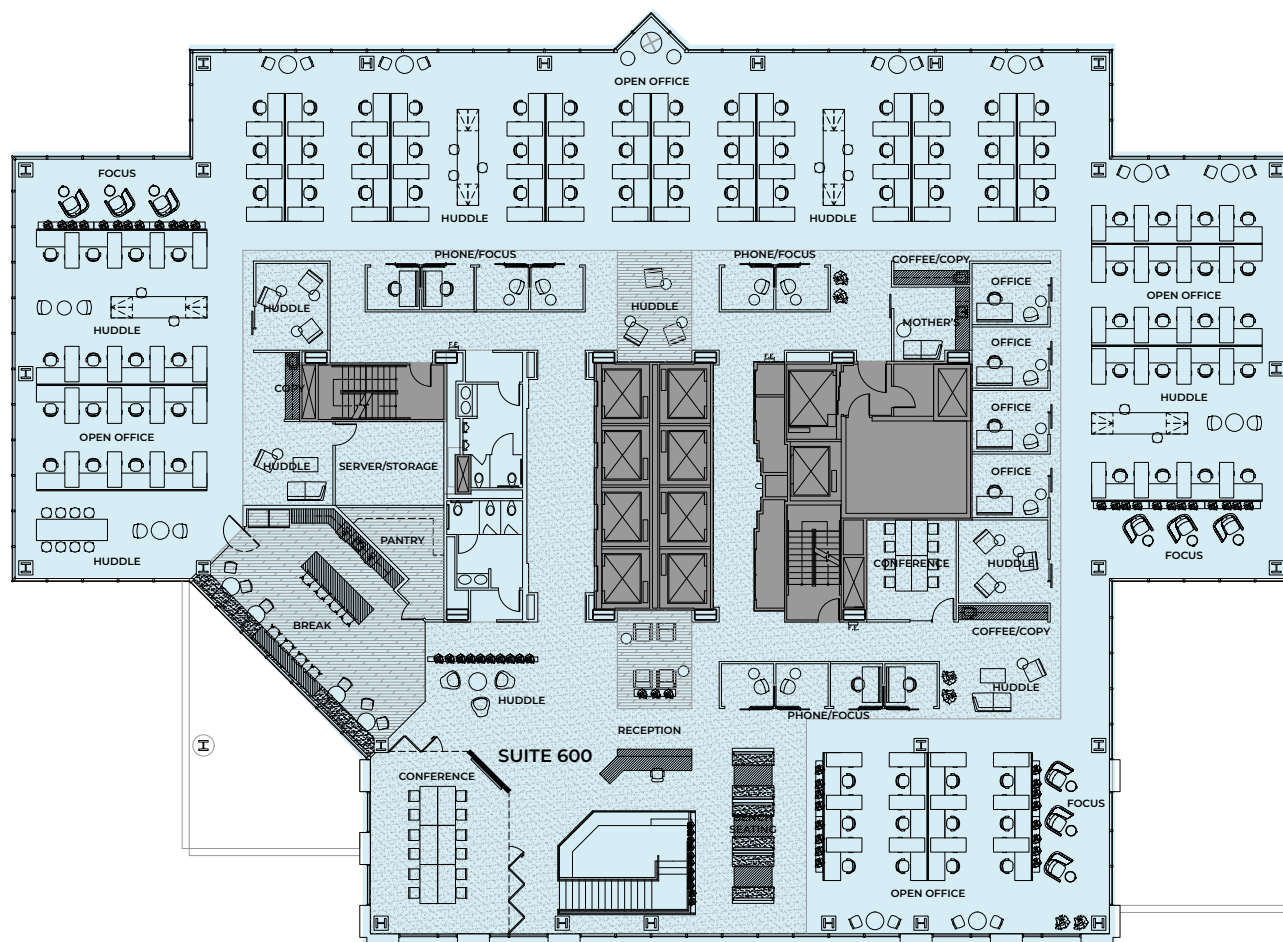 OPEN OFFICE
FOCUS
HUDDLE
HUDDLE
PHONE/FOCUS
PHONE/FOCUS
COFFEE/COPY
OFFICE
OPEN OFFICE
HUDDLE
HUDDLE
MOTHER'S
HUDDLE
OFFICE
COPY
HUDDLE
OFFICE
OPEN OFFICE
HUDDLE
SERVER/STORAGE
OFFICE
PANTRY
FOCUS
HUDDLE
CONFERENCE
HUDDLE
BREAK
COFFEE/COPY
HUDDLE
HUDDLE
PHONE/FOCUS
RECEPTION
SUITE 600
CONFERENCE
FOCUS
SEATING
OPEN OFFICE